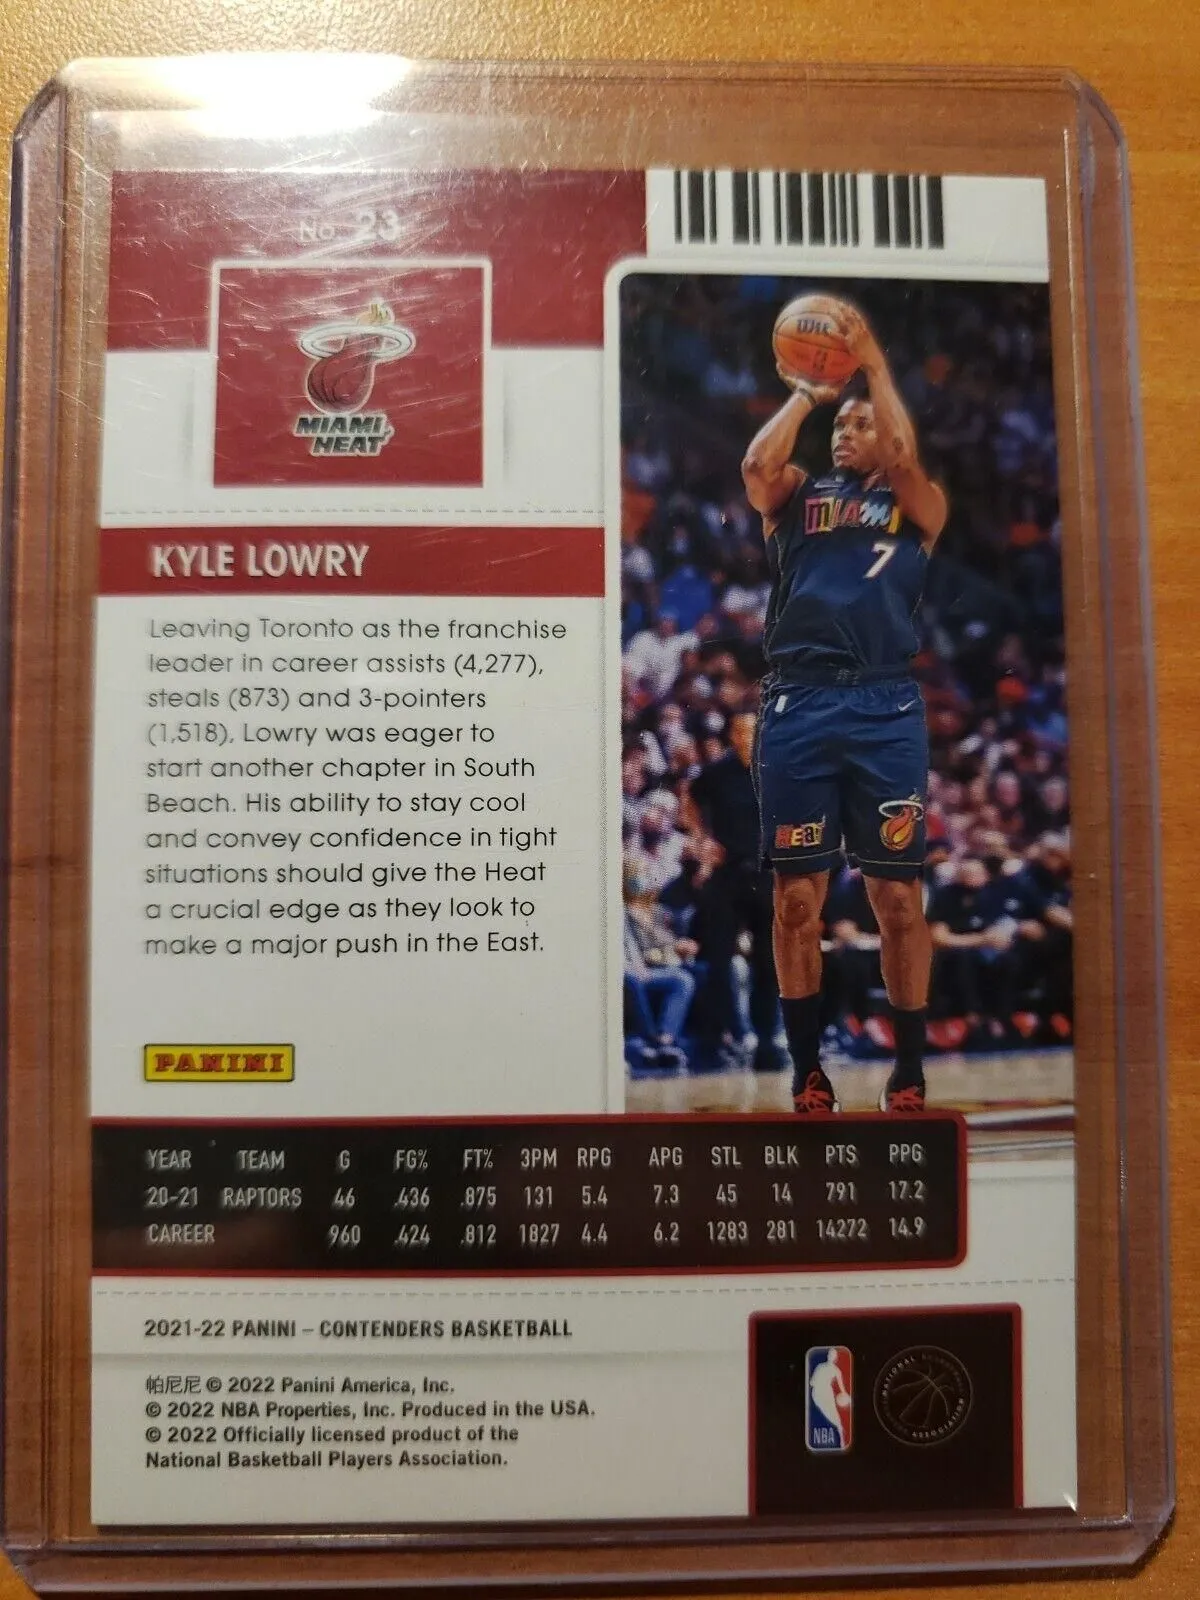 No. 23
MIAMI
HEAT
KYLE LOWRY
Leaving Toronto as the franchise
leader in career assists (4,277),
steals (873) and 3-pointers
(1,518), Lowry was eager to
start another chapter in South
Beach. His ability to stay cool
and convey confidence in tight
situations should give the Heat
a crucial edge as they look to
make a major push in the East.
MIAMI
7
HEAT
PANINI
YEAR TEAM G FG% FT% 3PM RPG APG STL BLK PTS PPG
20-21 RAPTORS 46 .436 .875 131 5.4 7.3 45 14 791 17.2
CAREER 960 .424 .812 1827 4.4 6.2 1283 281 14272 14.9
2021-22 PANINI – CONTENDERS BASKETBALL
帕尼尼 © 2022 Panini America, Inc.
© 2022 NBA Properties, Inc. Produced in the USA.
© 2022 Officially licensed product of the
National Basketball Players Association.
NBA